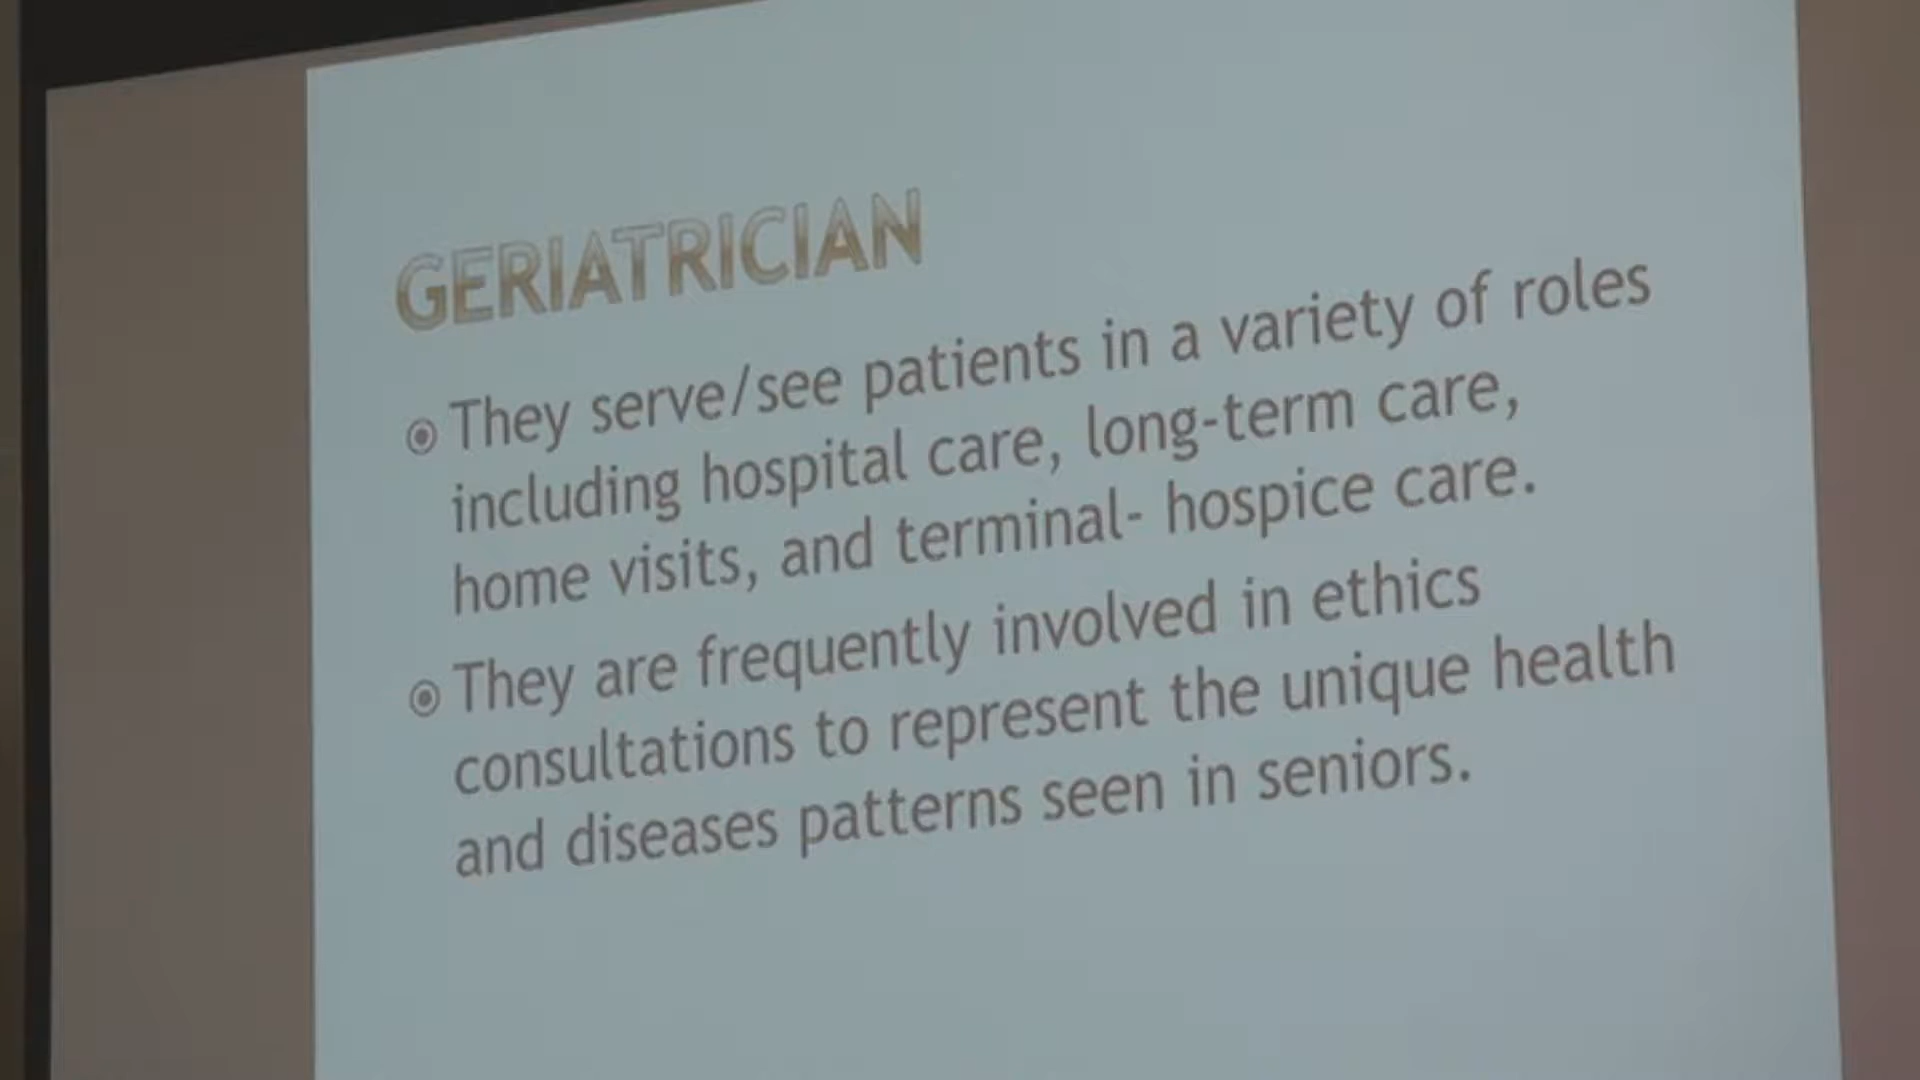 GERIATRICIAN
They serve/see patients in a variety of roles
including hospital care, long-term care,
home visits, and terminal- hospice care.
They are frequently involved in ethics
consultations to represent the unique health
and diseases patterns seen in seniors.